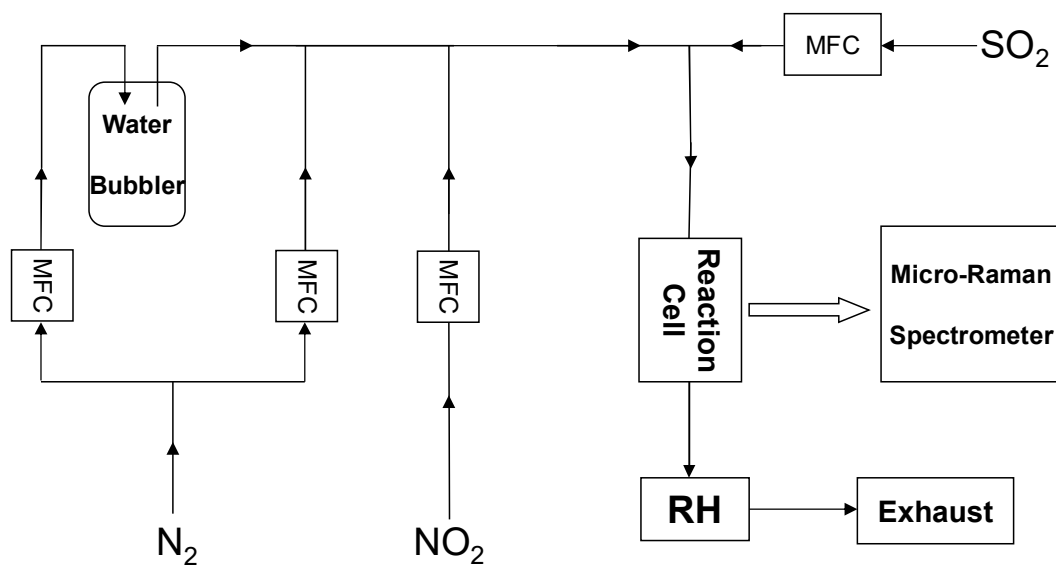 MFC
SO₂
Water
Bubbler
MFC
MFC
MFC
Reaction
Cell
Micro-Raman
Spectrometer
RH
Exhaust
N₂
NO₂